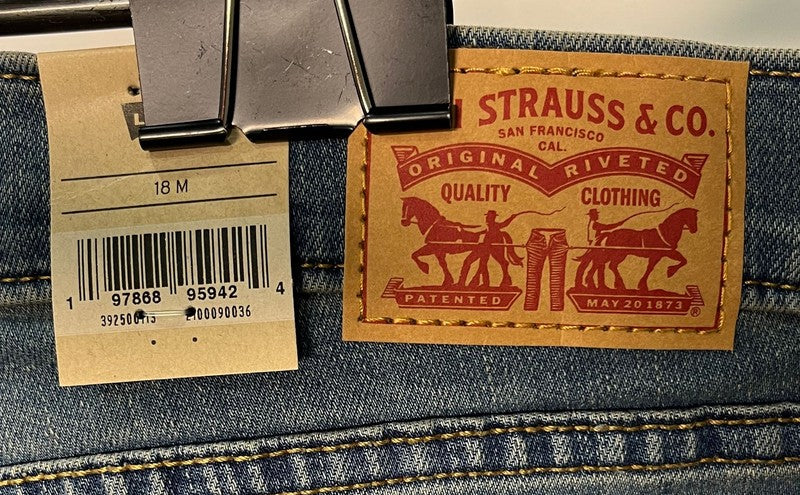 18 M
1 97868 95942 4
STRAUSS & CO.
SAN FRANCISCO
CAL.
ORIGINAL RIVETED
QUALITY CLOTHING
PATENTED MAY 20 1873 ®